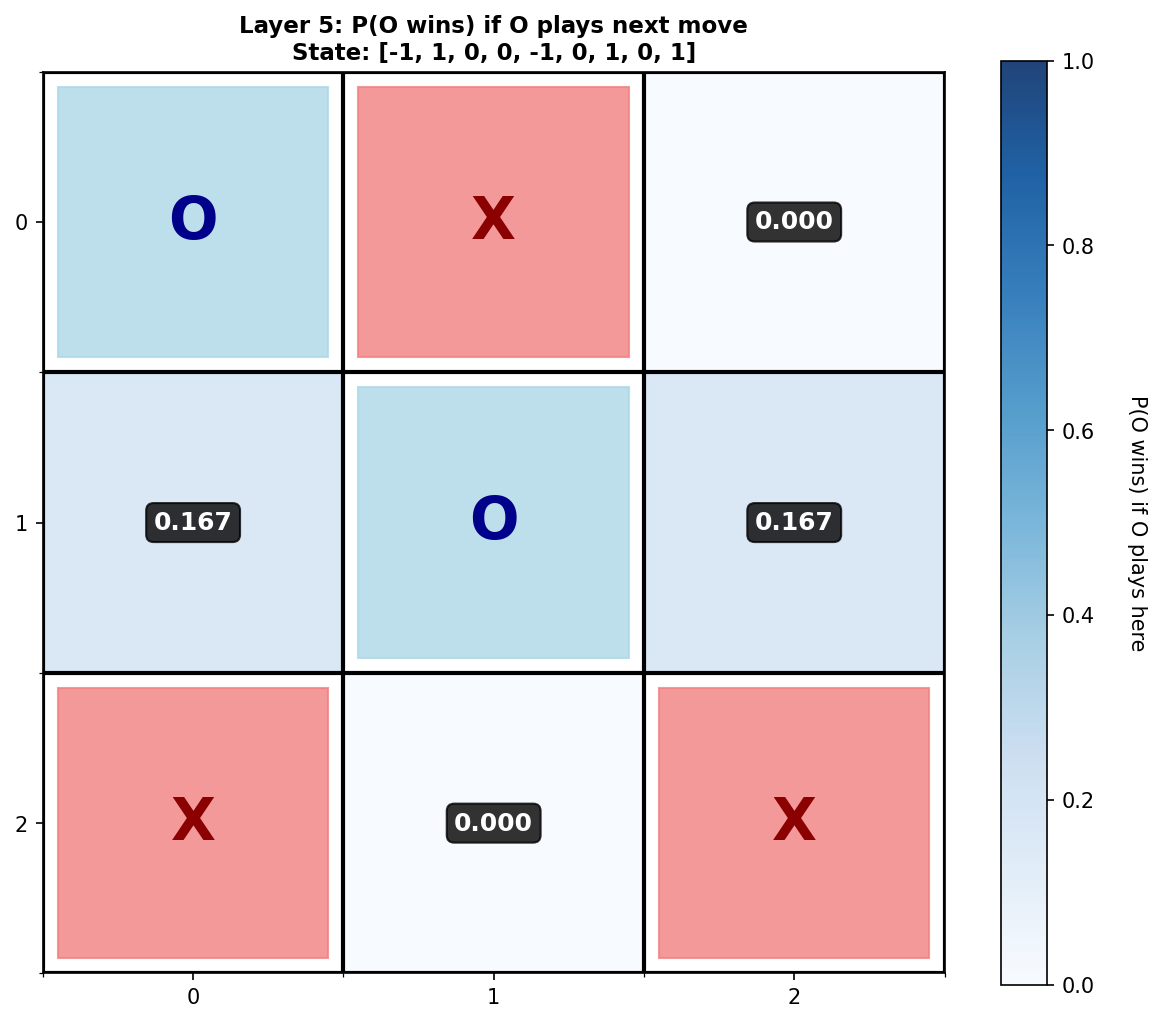 Layer 5: P(O wins) if O plays next move
State: [-1, 1, 0, 0, -1, 0, 1, 0, 1]
O X 0.000
0.167 O 0.167
X 0.000 X
0
1
2
0 1 2
1.0
0.8
0.6
0.4
0.2
0.0
P(O wins) if O plays here